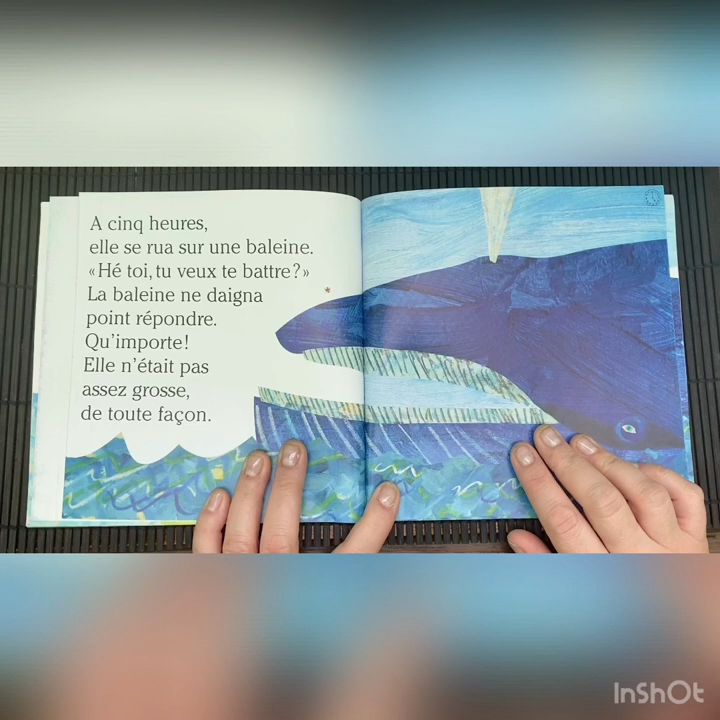 A cinq heures,
elle se rua sur une baleine.
«Hé toi, tu veux te battre?»
La baleine ne daigna
point répondre.
Qu'importe!
Elle n'était pas
assez grosse,
de toute façon.
InShOt